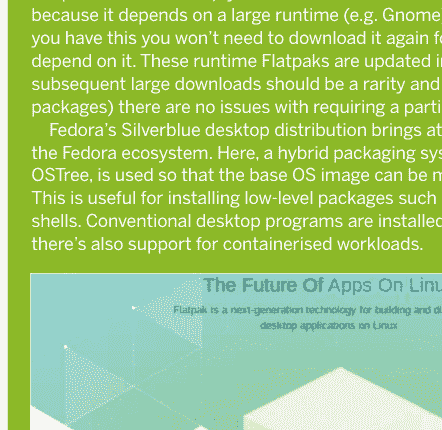 because it depends on a large runtime (e.g. Gnome
you have this you won't need to download it again fo
depend on it. These runtime Flatpaks are updated i
subsequent large downloads should be a rarity and
packages) there are no issues with requiring a parti
Fedora's Silverblue desktop distribution brings at
the Fedora ecosystem. Here, a hybrid packaging sys
OSTree, is used so that the base OS image can be m
This is useful for installing low-level packages such
shells. Conventional desktop programs are installed
there's also support for containerised workloads.
The Future Of Apps On Linu
Flatpak is a next-generation technology for building and di
desktop applications on Linux